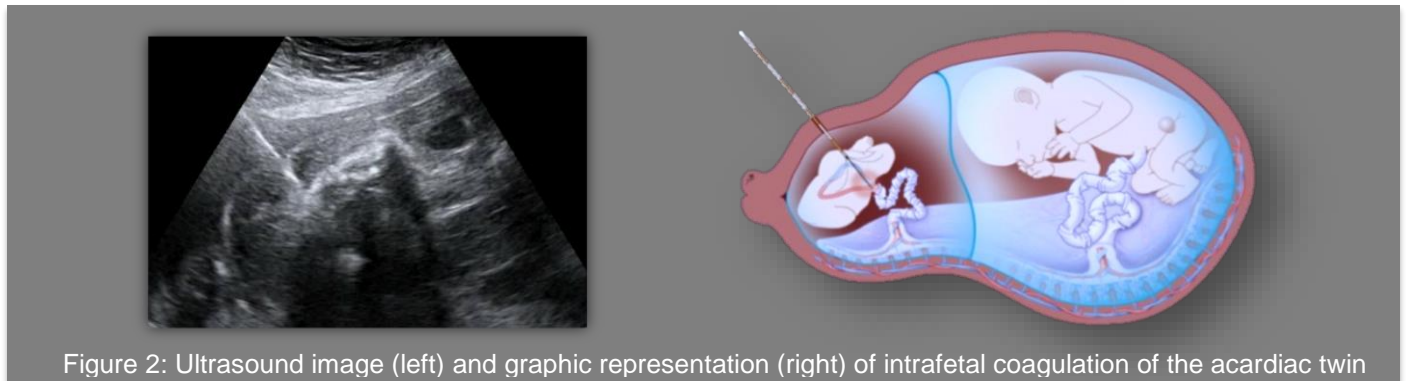 Figure 2: Ultrasound image (left) and graphic representation (right) of intrafetal coagulation of the acardiac twin